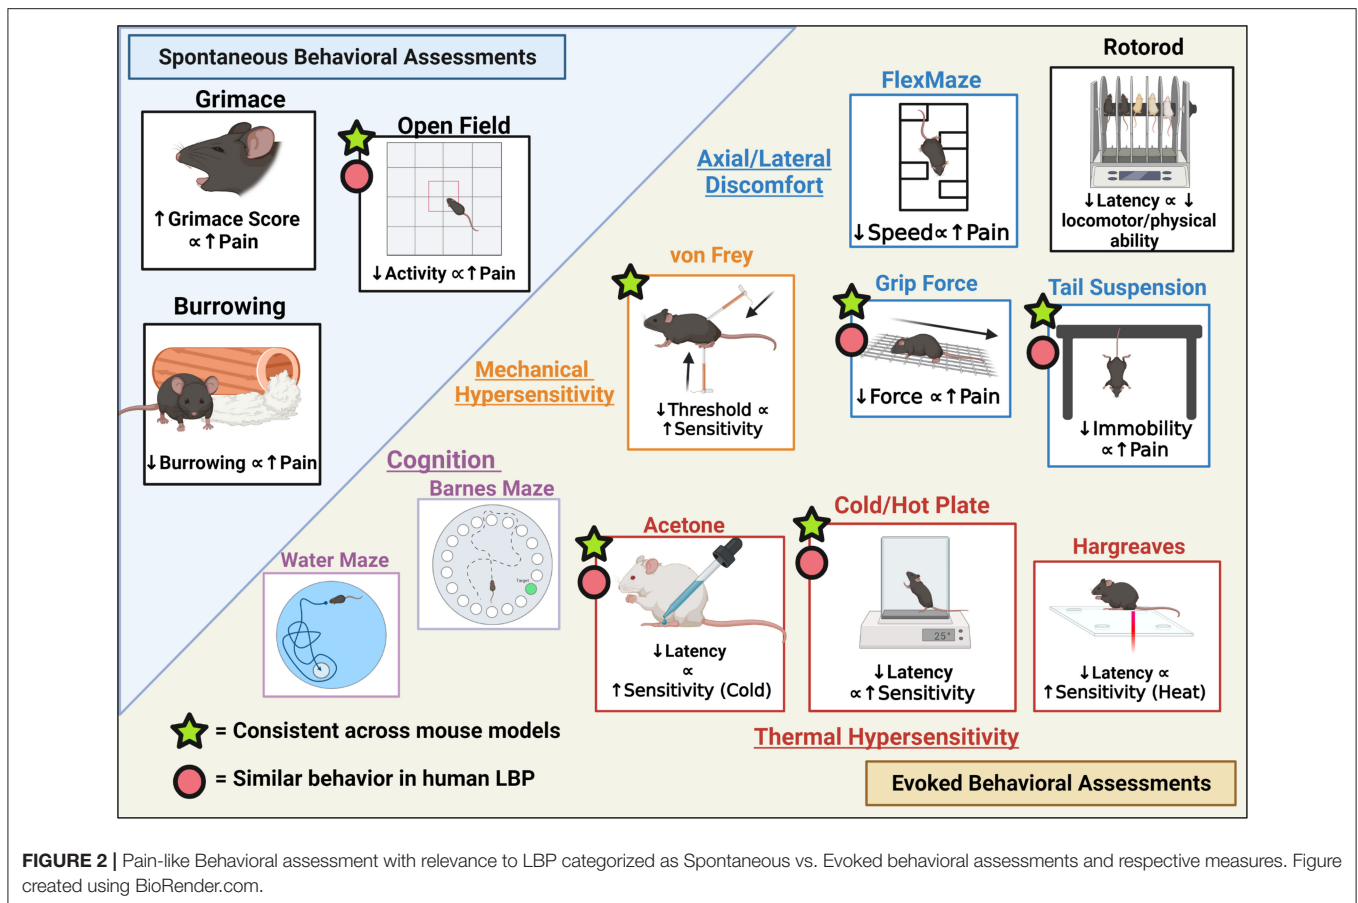 Spontaneous Behavioral Assessments
Grimace
↑Grimace Score
∝↑Pain
Open Field
↓Activity ∝↑Pain
Burrowing
↓Burrowing ∝↑Pain
Rotorod
↓Latency ∝ ↓
locomotor/physical
ability
FlexMaze
↓Speed∝↑Pain
Axial/Lateral
Discomfort
von Frey
↓Threshold ∝
↑Sensitivity
Grip Force
↓Force ∝↑Pain
Tail Suspension
↓Immobility
∝↑Pain
Mechanical
Hypersensitivity
Cognition
Barnes Maze
Target
Water Maze
Acetone
↓Latency
∝
↑Sensitivity (Cold)
Cold/Hot Plate
25°
↓Latency
∝↑Sensitivity
Hargreaves
↓Latency ∝
↑Sensitivity (Heat)
Thermal Hypersensitivity
= Consistent across mouse models
= Similar behavior in human LBP
Evoked Behavioral Assessments
FIGURE 2 | Pain-like Behavioral assessment with relevance to LBP categorized as Spontaneous vs. Evoked behavioral assessments and respective measures. Figure
created using BioRender.com.